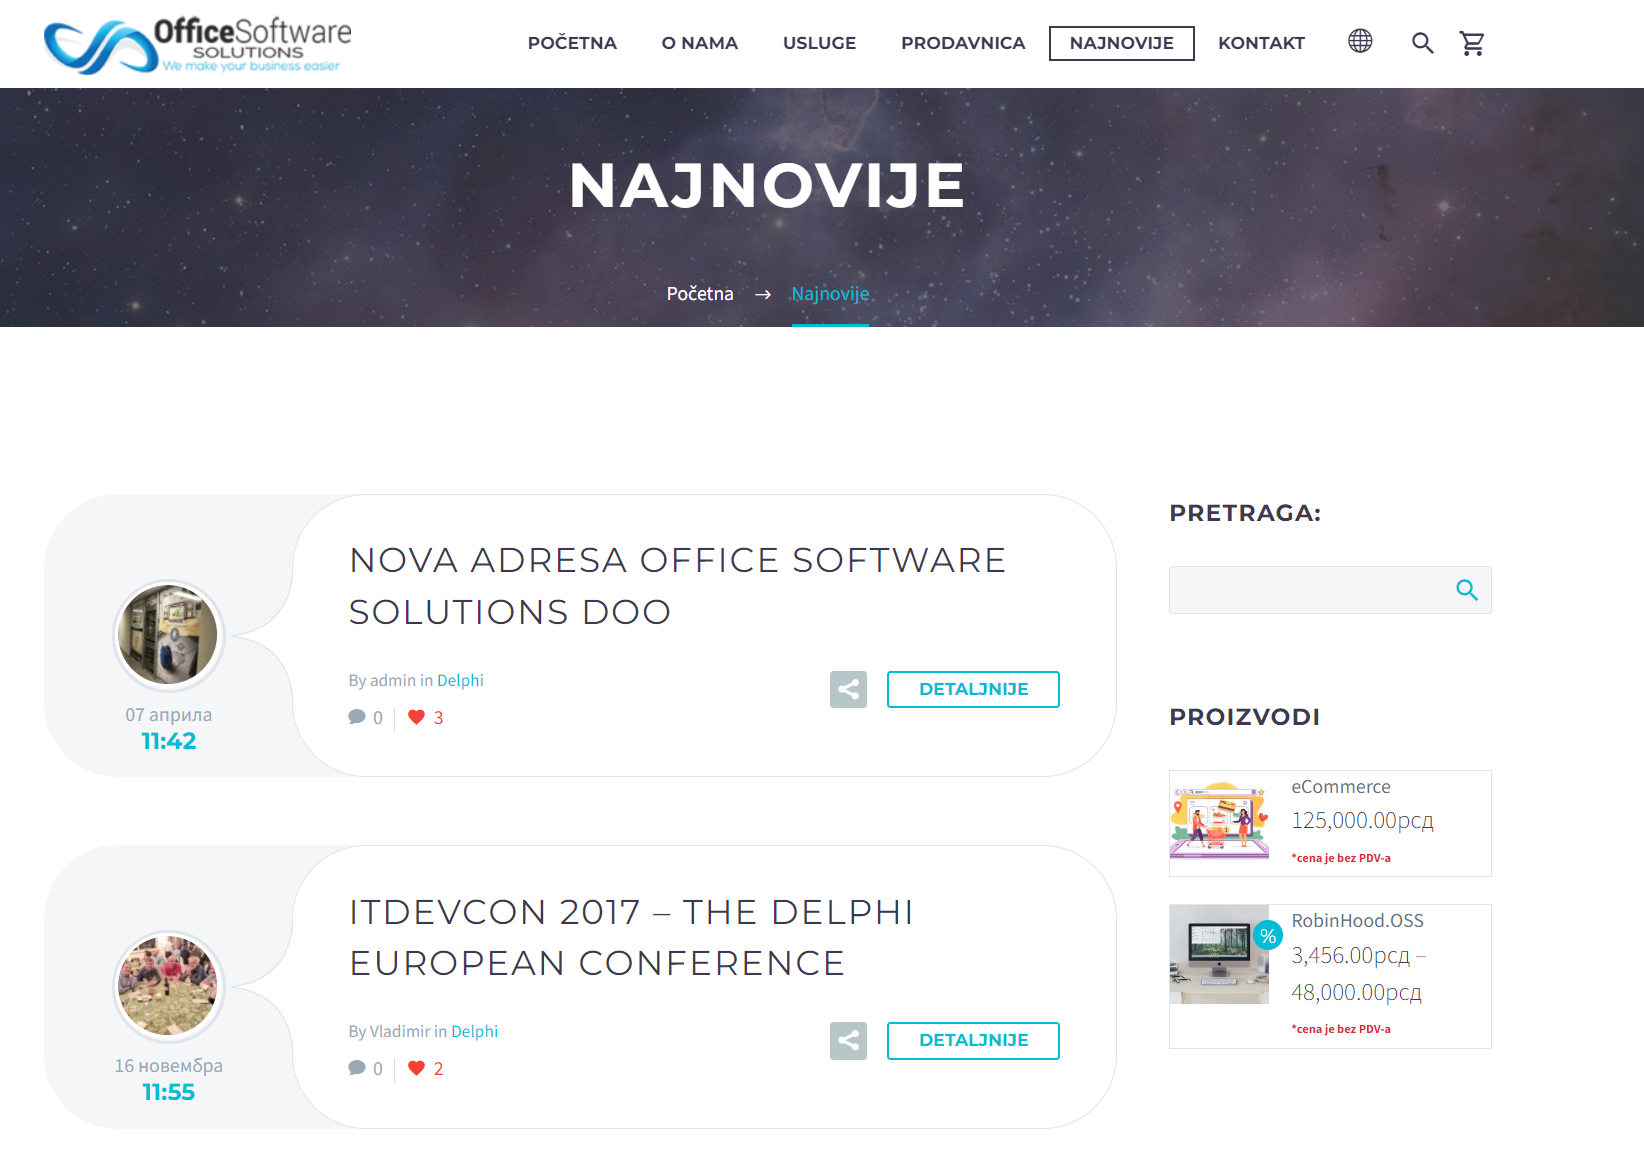 OfficeSoftware
SOLUTIONS
We make your business easier
POČETNA
O NAMA
USLUGE
PRODAVNICA
NAJNOVIJE
KONTAKT
NAJNOVIJE
Početna → Najnovije
NOVA ADRESA OFFICE SOFTWARE
SOLUTIONS DOO
By admin in Delphi
0
3
DETALJNIJE
07 априла
11:42
ITDEVCON 2017 – THE DELPHI
EUROPEAN CONFERENCE
By Vladimir in Delphi
0
2
DETALJNIJE
16 новембра
11:55
PRETRAGA:
PROIZVODI
eCommerce
125,000.00рсд
*cena je bez PDV-a
%
RobinHood.OSS
3,456.00рсд –
48,000.00рсд
*cena je bez PDV-a